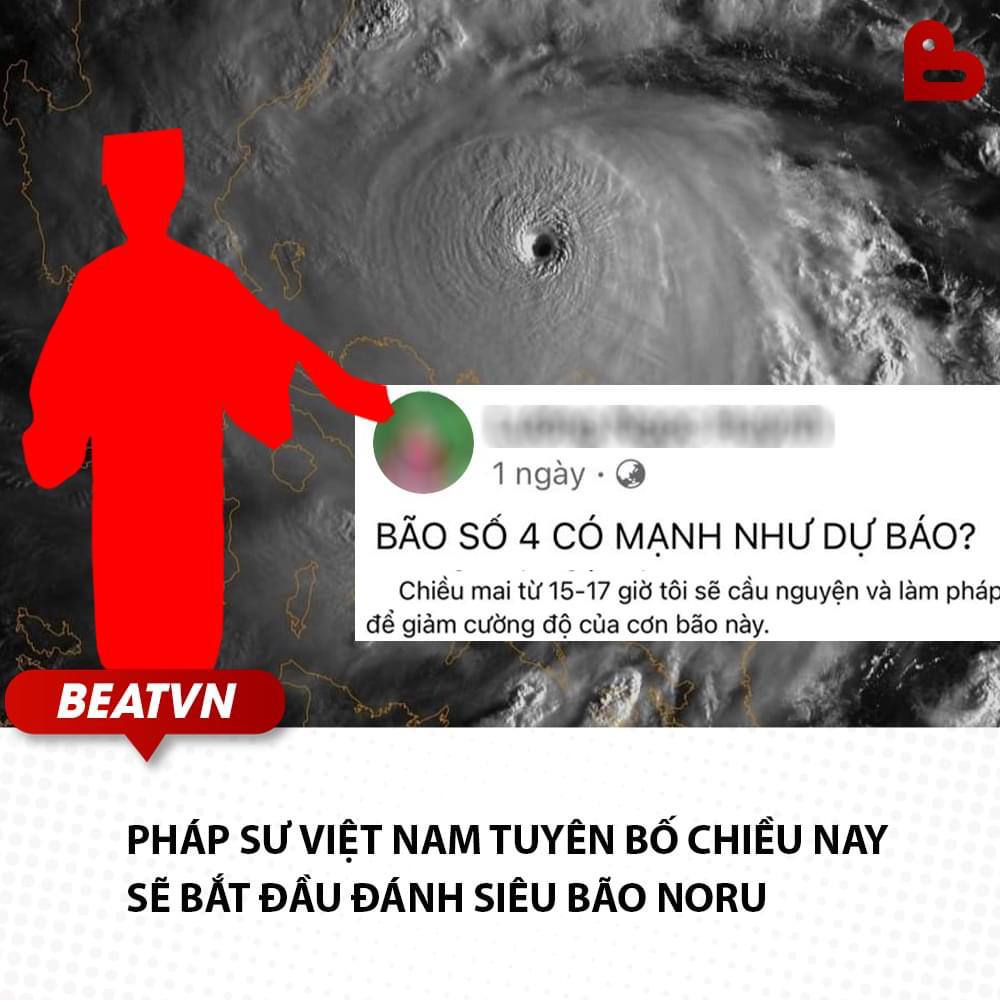 1 ngày ·
BÃO SỐ 4 CÓ MẠNH NHƯ DỰ BÁO?
Chiều mai từ 15-17 giờ tôi sẽ cầu nguyện và làm pháp
để giảm cường độ của cơn bão này.
BEATVN
PHÁP SƯ VIỆT NAM TUYÊN BỐ CHIỀU NAY
SẼ BẮT ĐẦU ĐÁNH SIÊU BÃO NORU